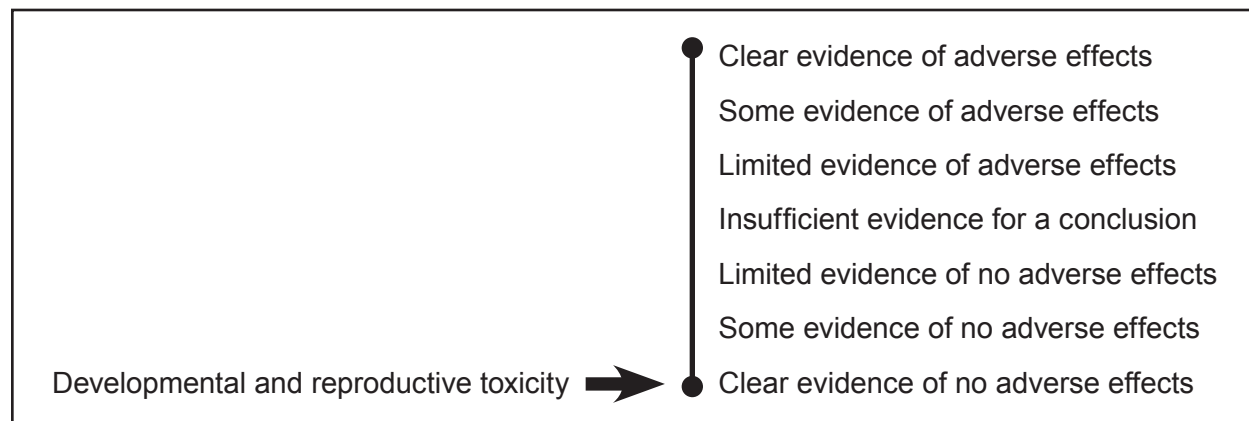 Clear evidence of adverse effects
Some evidence of adverse effects
Limited evidence of adverse effects
Insufficient evidence for a conclusion
Limited evidence of no adverse effects
Some evidence of no adverse effects
Developmental and reproductive toxicity Clear evidence of no adverse effects